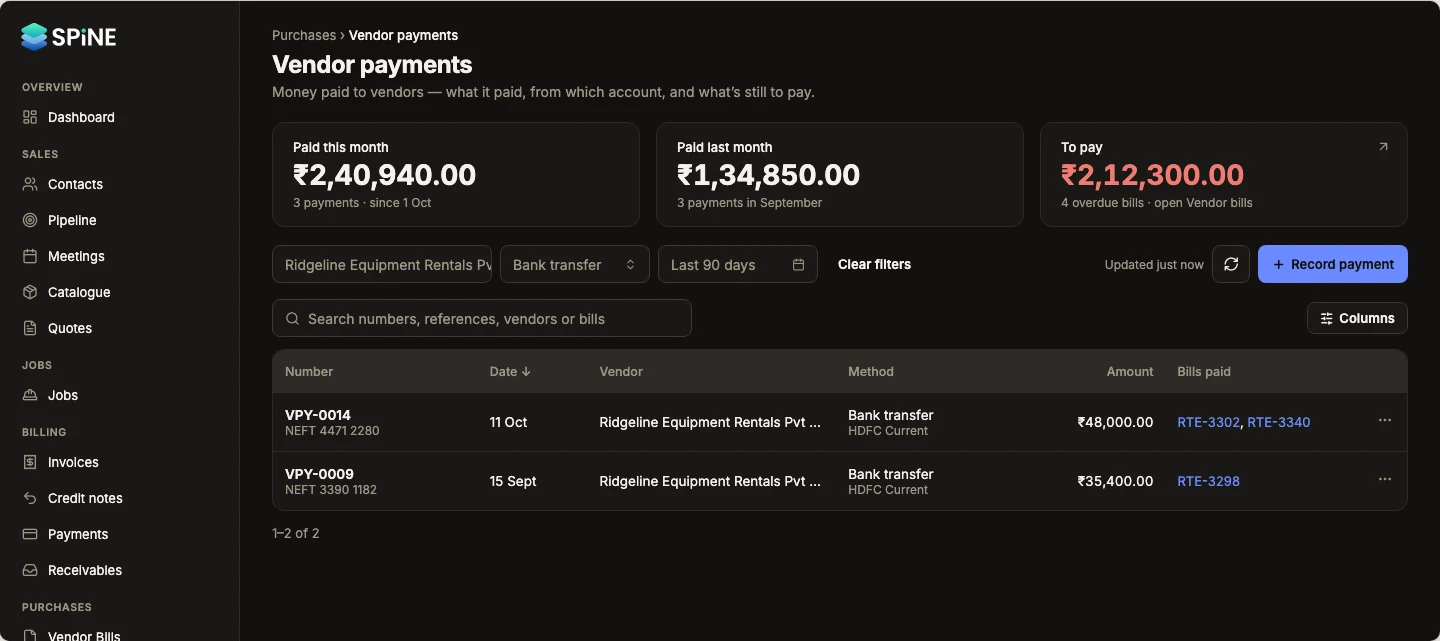 SPiNE
OVERVIEW
Dashboard
SALES
Contacts
Pipeline
Meetings
Catalogue
Quotes
JOBS
Jobs
BILLING
Invoices
Credit notes
Payments
Receivables
PURCHASES
Vendor Bills
Purchases › Vendor payments
Vendor payments
Money paid to vendors — what it paid, from which account, and what’s still to pay.
Paid this month
₹2,40,940.00
3 payments · since 1 Oct
Paid last month
₹1,34,850.00
3 payments in September
To pay
₹2,12,300.00
4 overdue bills · open Vendor bills
Ridgeline Equipment Rentals Pv
Bank transfer
Last 90 days
Clear filters
Updated just now
+ Record payment
Search numbers, references, vendors or bills
Columns
Number Date ↓ Vendor Method Amount Bills paid
VPY-0014 11 Oct Ridgeline Equipment Rentals Pvt ... Bank transfer ₹48,000.00 RTE-3302, RTE-3340
NEFT 4471 2280 HDFC Current
VPY-0009 15 Sept Ridgeline Equipment Rentals Pvt ... Bank transfer ₹35,400.00 RTE-3298
NEFT 3390 1182 HDFC Current
1–2 of 2